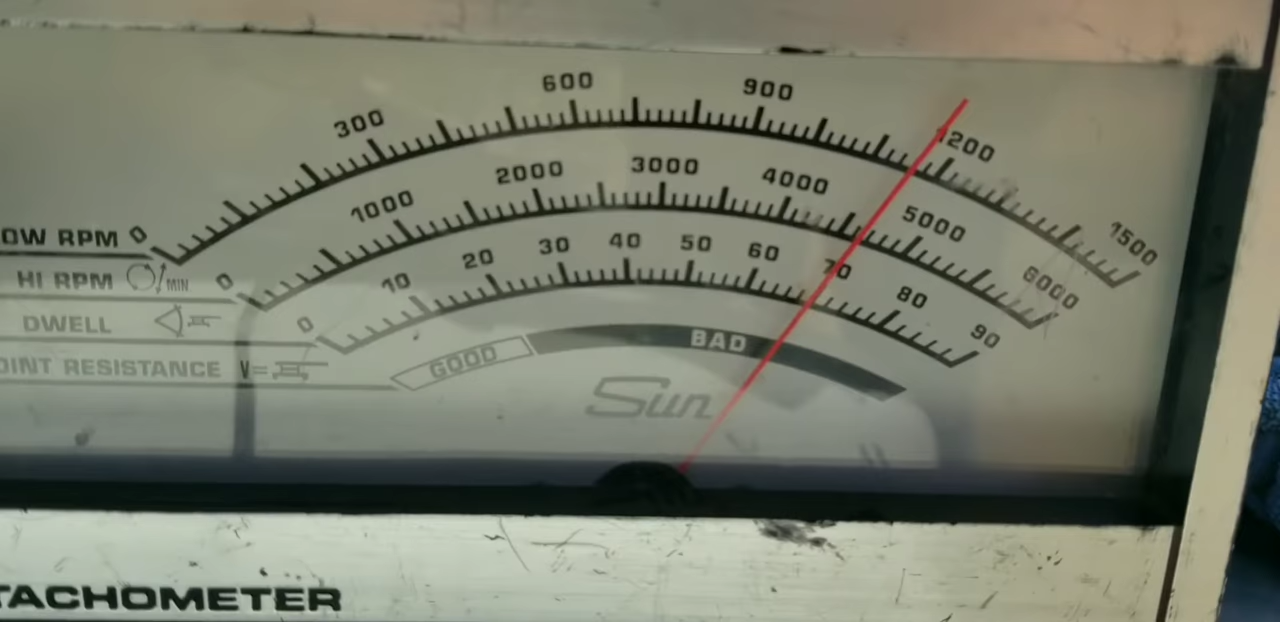 300 600 900 1200 1500
OW RPM 0
1000 2000 3000 4000 5000 6000
HI RPM /MIN 0
10 20 30 40 50 60 70 80 90
DWELL 0
OINT RESISTANCE V= GOOD BAD
Sun
TACHOMETER